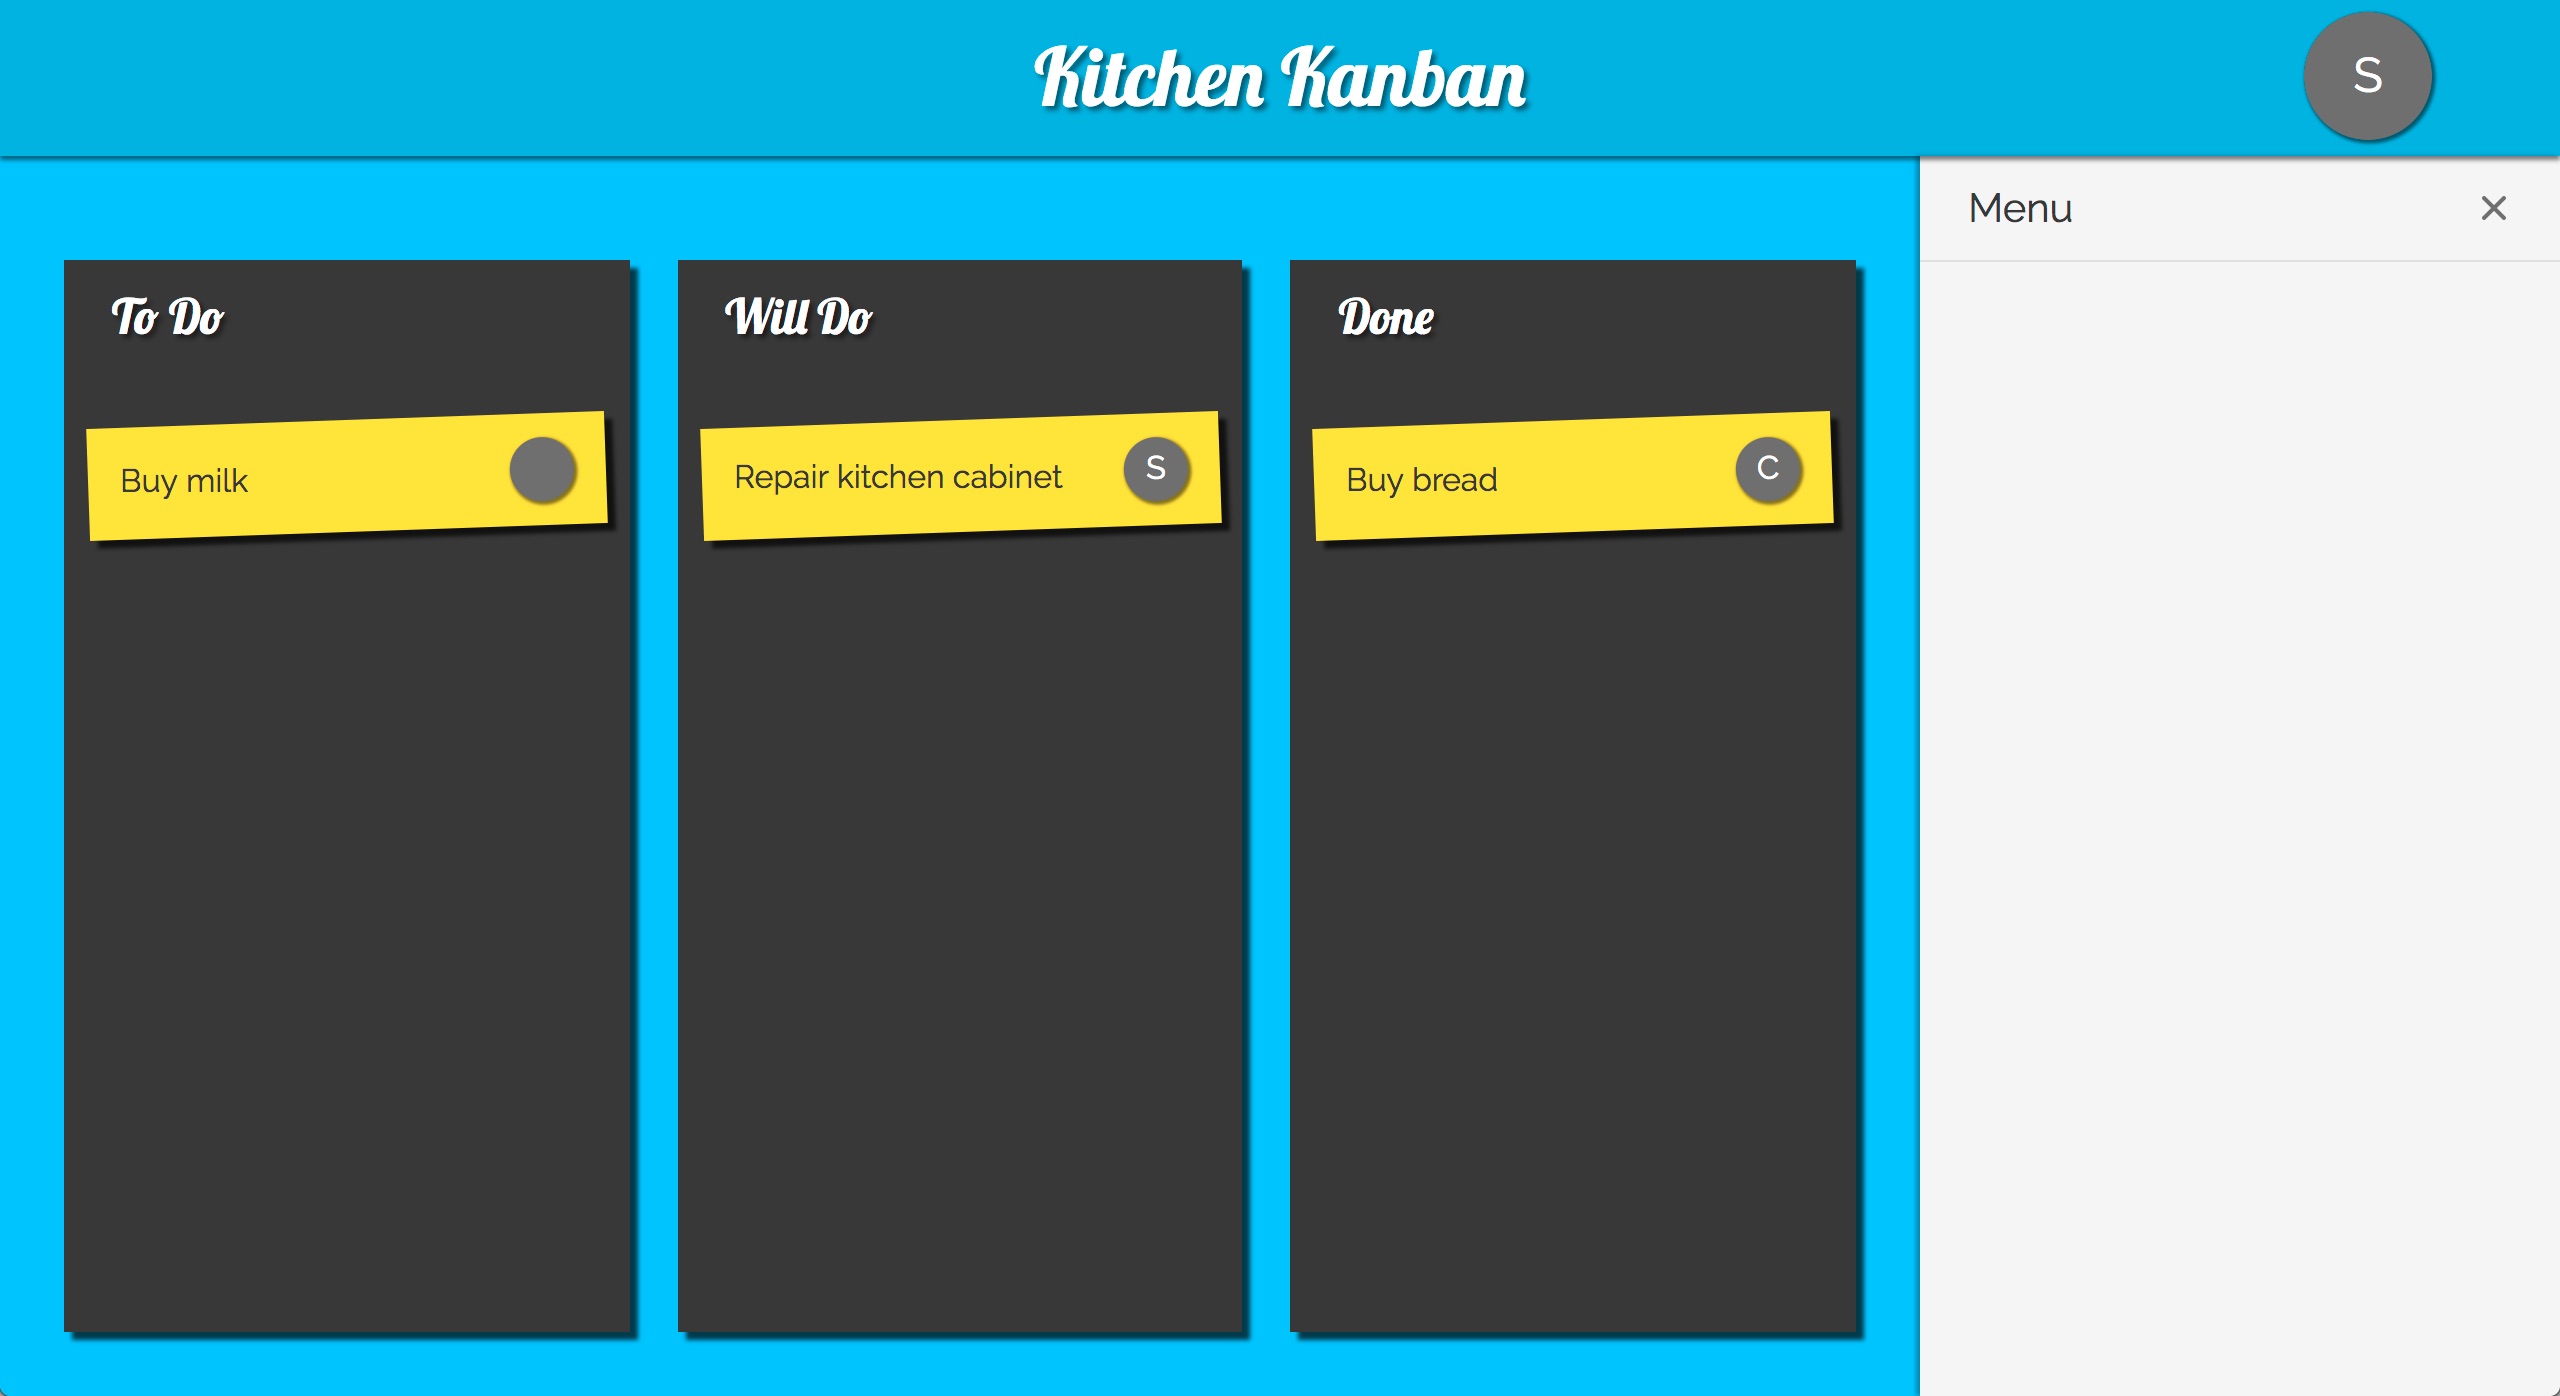 Kitchen Kanban
S
Menu
To Do
Buy milk
Will Do
Repair kitchen cabinet
S
Done
Buy bread
C